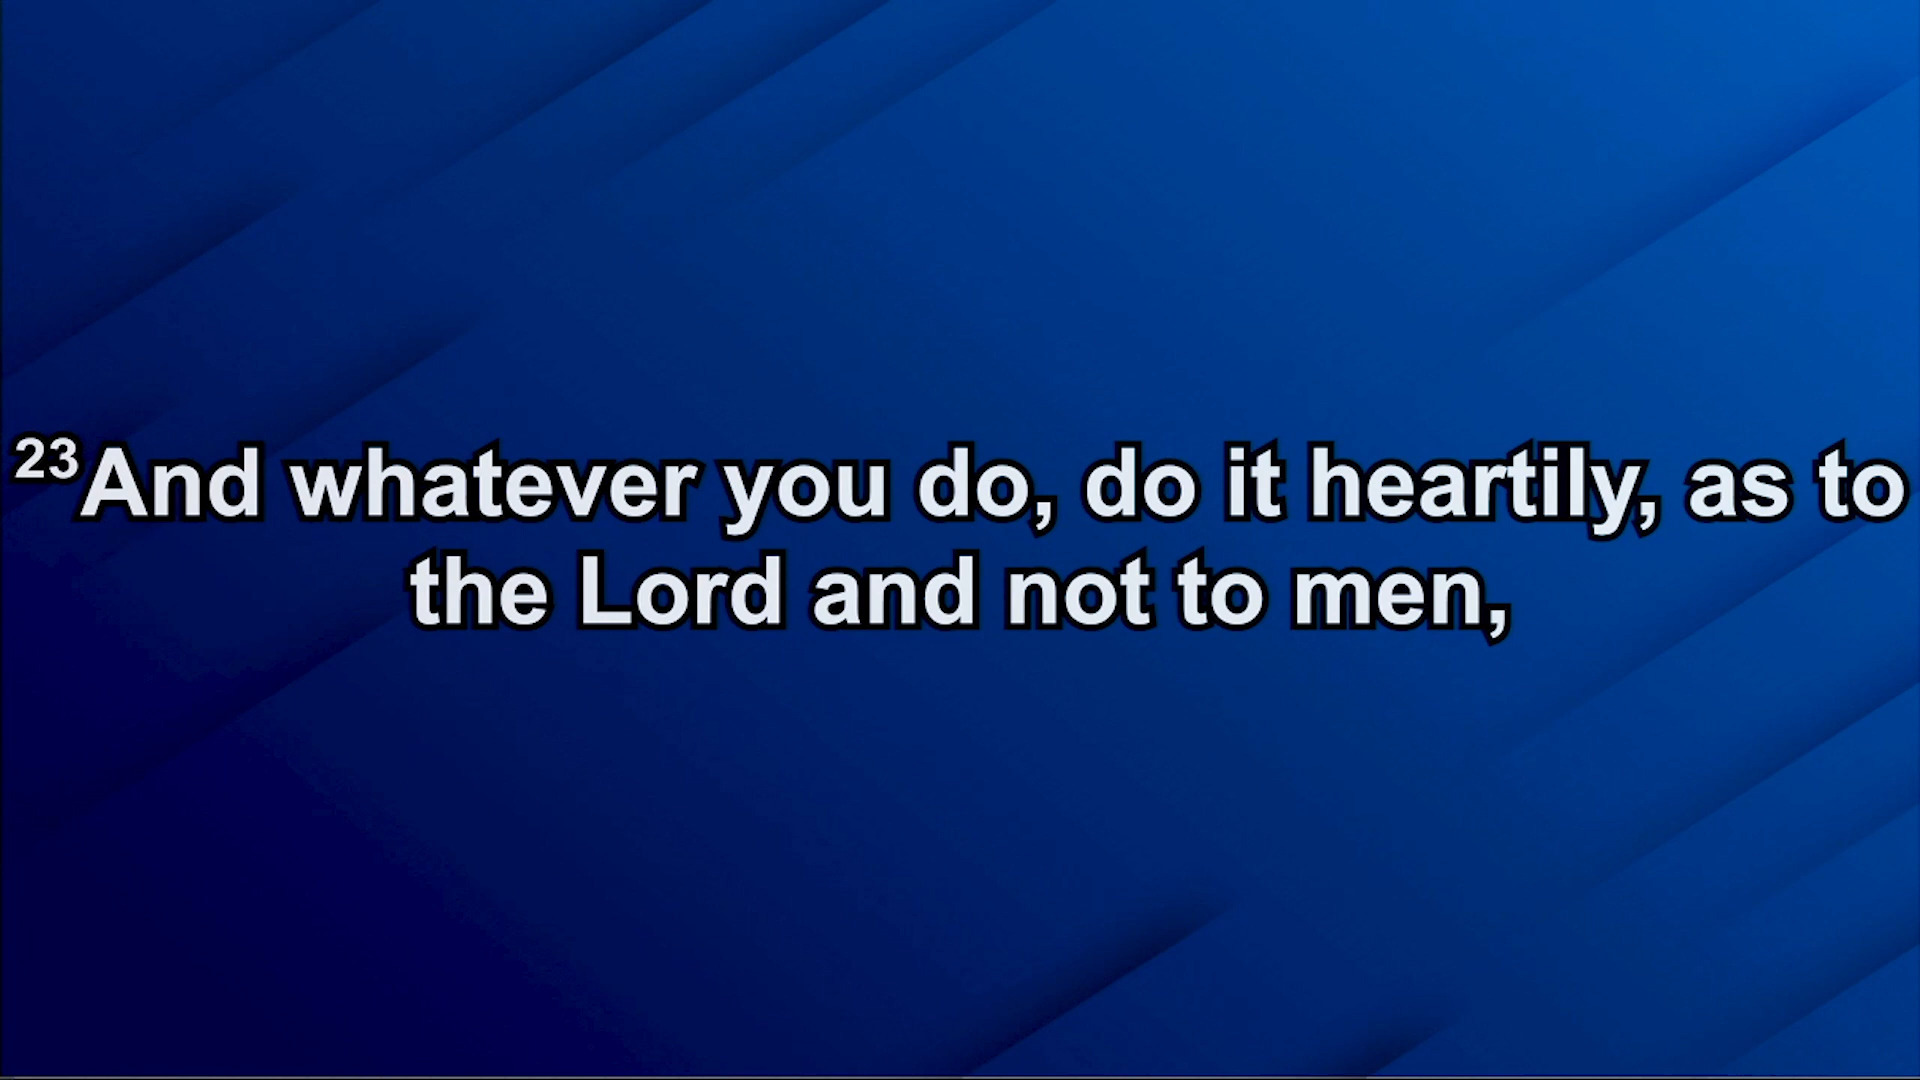 23And whatever you do, do it heartily, as to
the Lord and not to men,